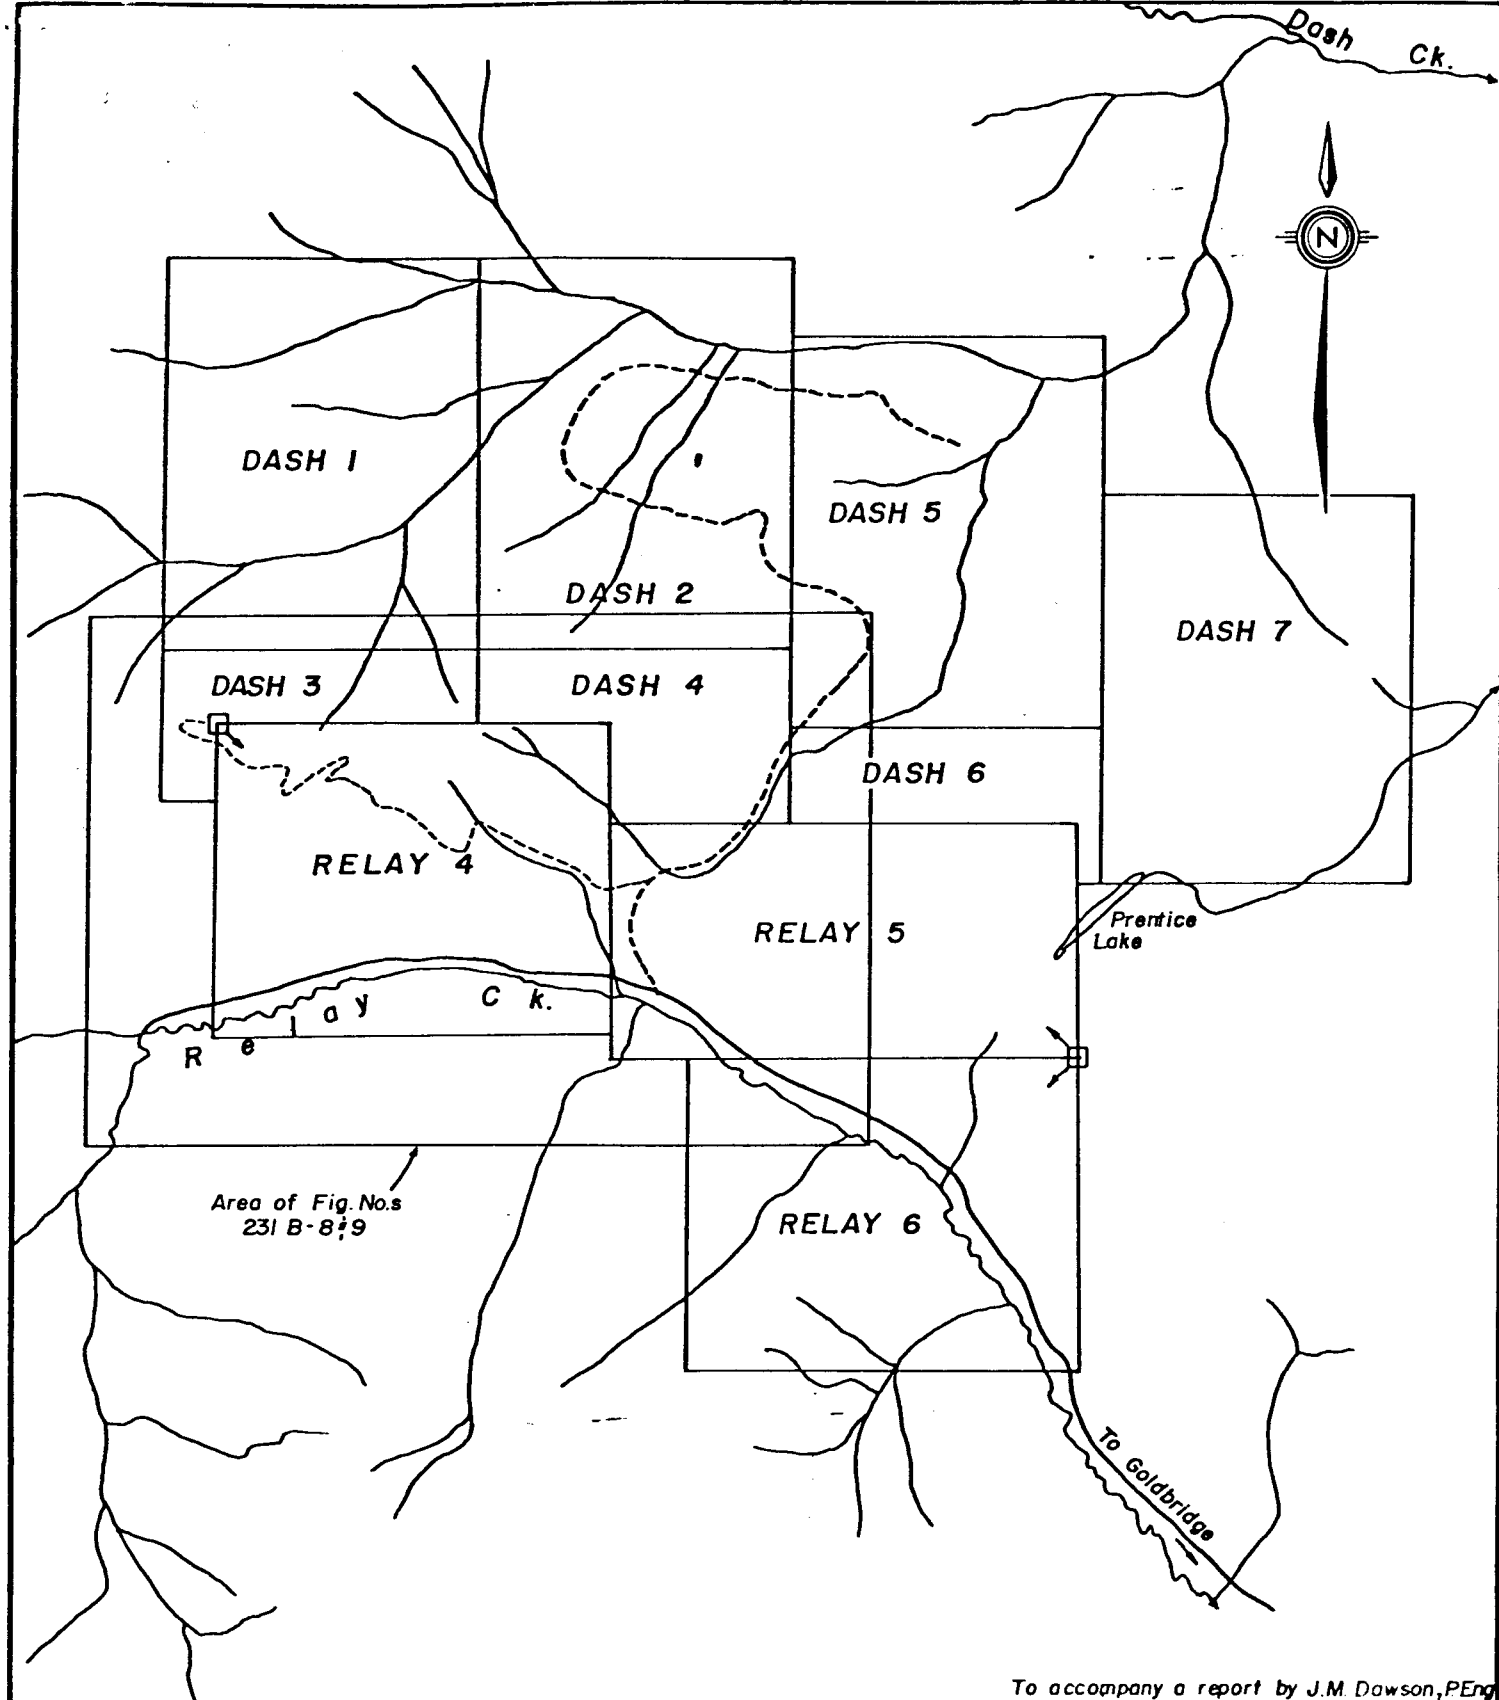 Dash Ck.
N
DASH 1
DASH 5
DASH 2
DASH 7
DASH 3
DASH 4
DASH 6
RELAY 4
RELAY 5
Prentice
Lake
Relay Ck.
Area of Fig. No.s
231 B-8 & 9
RELAY 6
To Goldbridge
To accompany a report by J.M. Dawson, P.Eng